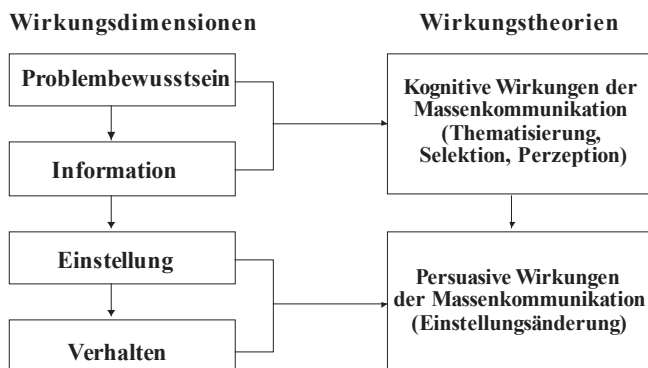 Wirkungsdimensionen
Wirkungstheorien
Problembewusstsein
Information
Einstellung
Verhalten
Kognitive Wirkungen der
Massenkommunikation
(Thematisierung,
Selektion, Perzeption)
Persuasive Wirkungen
der Massenkommunikation
(Einstellungsänderung)